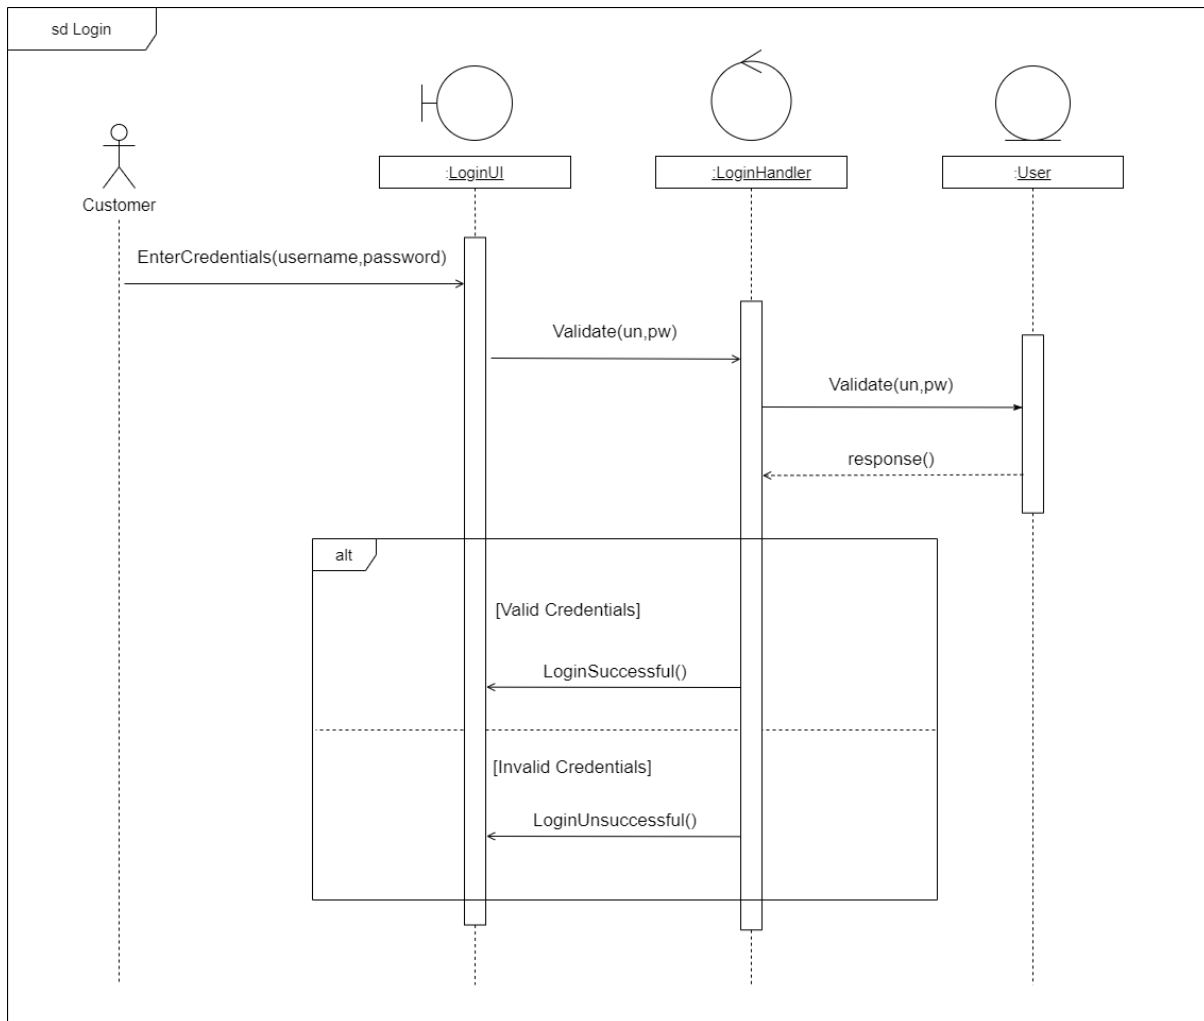 sd Login
Customer
:LoginUI
:LoginHandler
:User
EnterCredentials(username,password)
Validate(un,pw)
Validate(un,pw)
response()
alt
[Valid Credentials]
LoginSuccessful()
[Invalid Credentials]
LoginUnsuccessful()